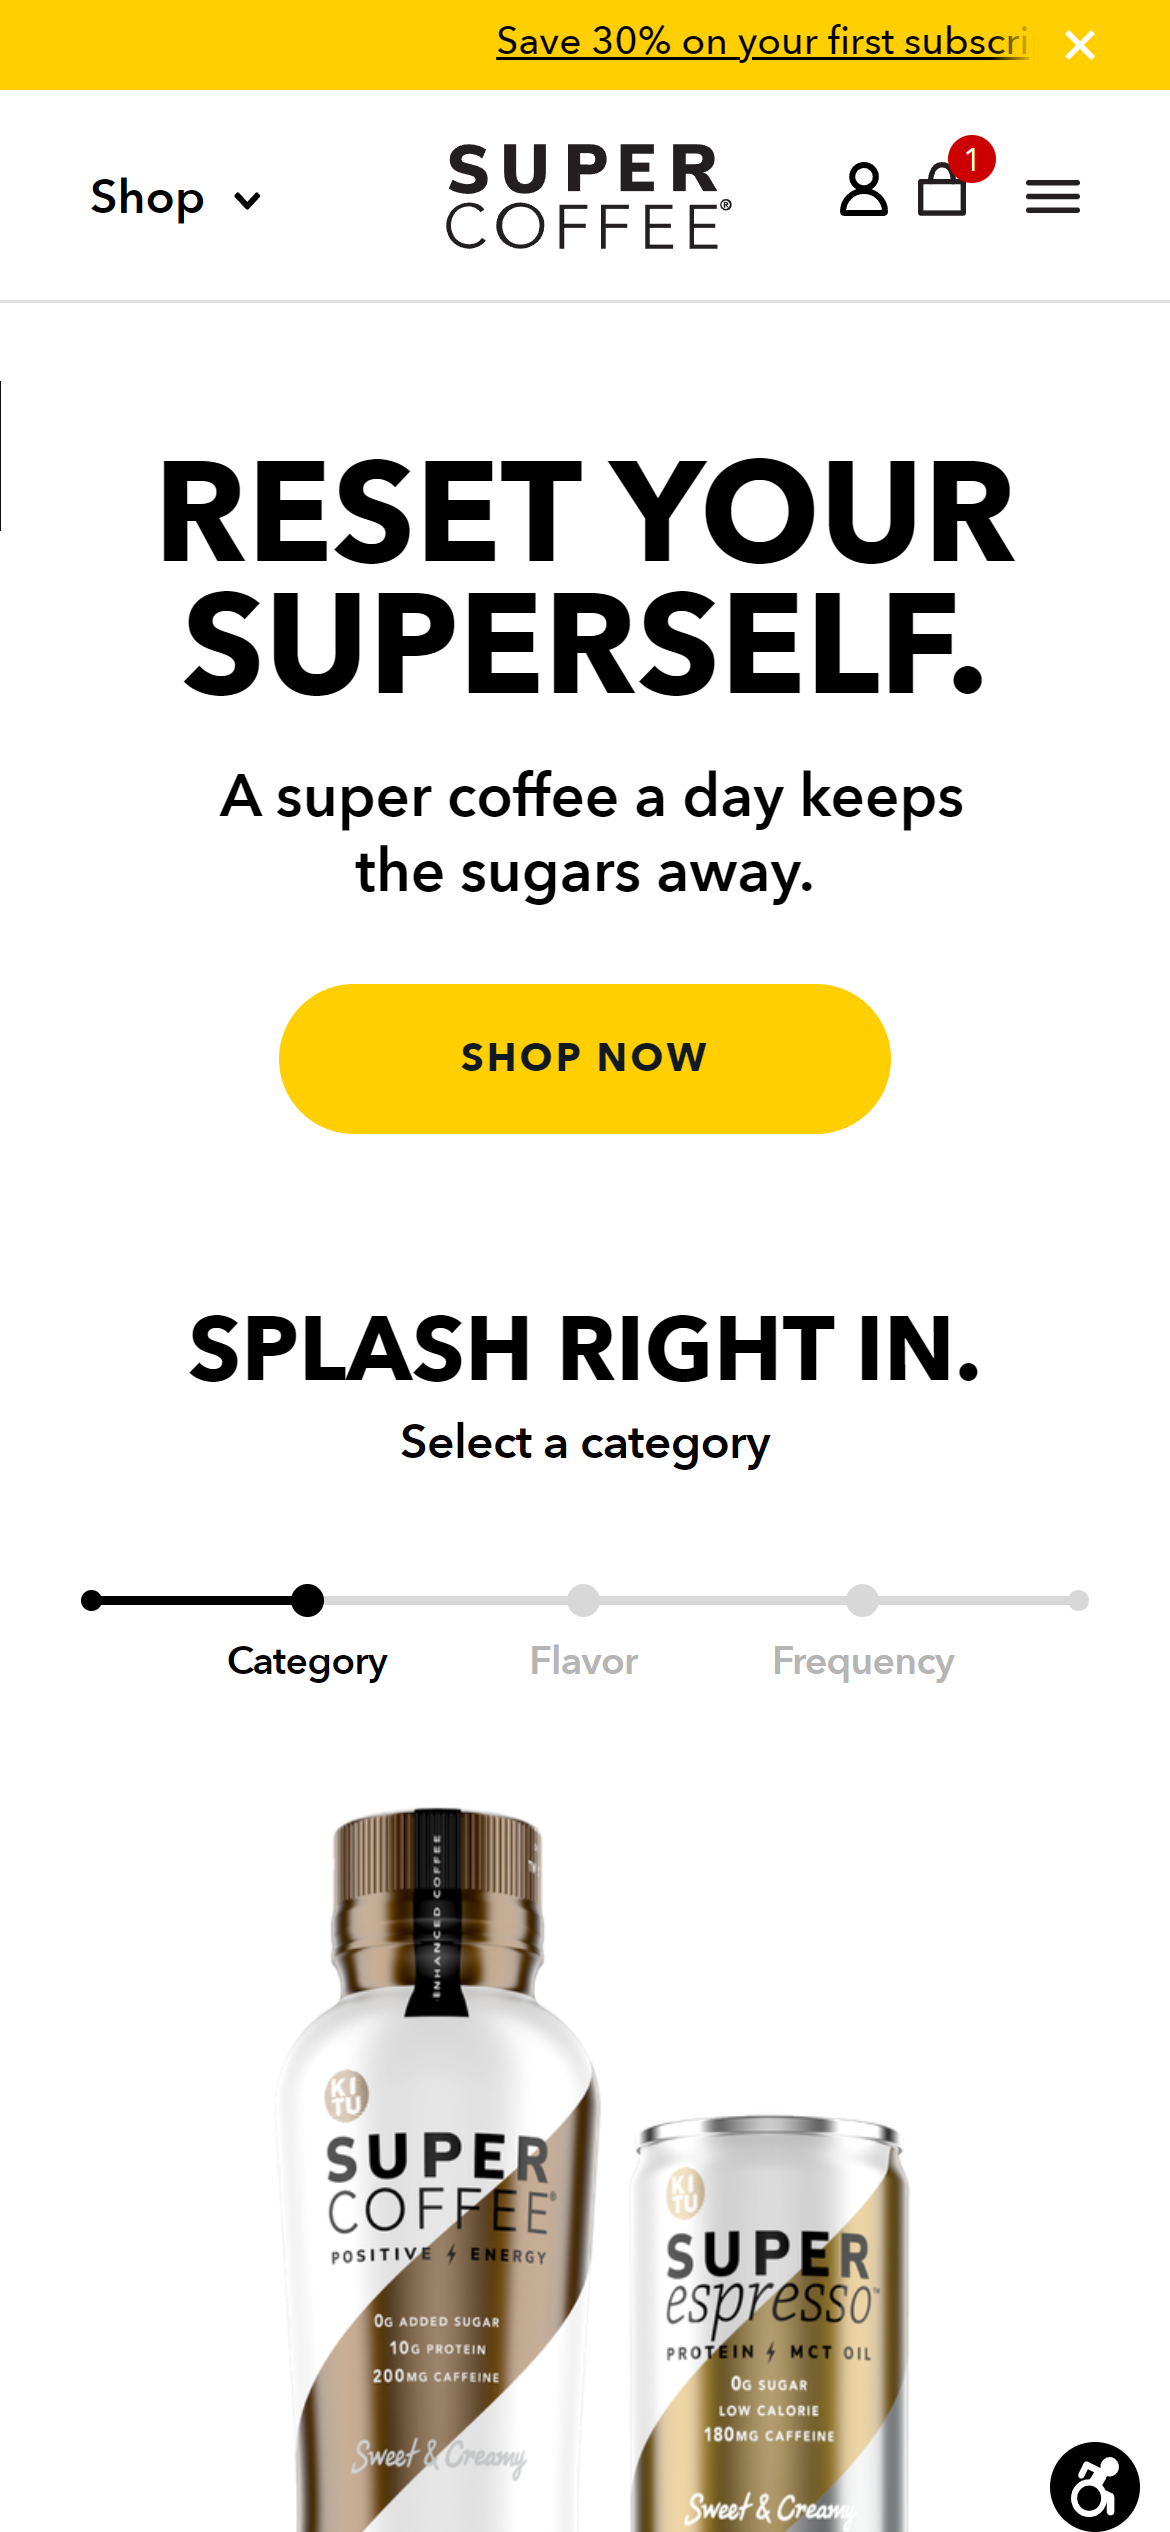 Save 30% on your first subscri
Shop
SUPER
COFFEE®
1
RESET YOUR
SUPERSELF.
A super coffee a day keeps
the sugars away.
SHOP NOW
SPLASH RIGHT IN.
Select a category
Category
Flavor
Frequency
ENHANCED COFFEE
KI
TU
SUPER
COFFEE®
POSITIVE ENERGY
0G ADDED SUGAR
10G PROTEIN
200MG CAFFEINE
Sweet & Creamy
KI
TU
SUPER
espresso™
PROTEIN MCT OIL
0G SUGAR
LOW CALORIE
180MG CAFFEINE
Sweet & Creamy